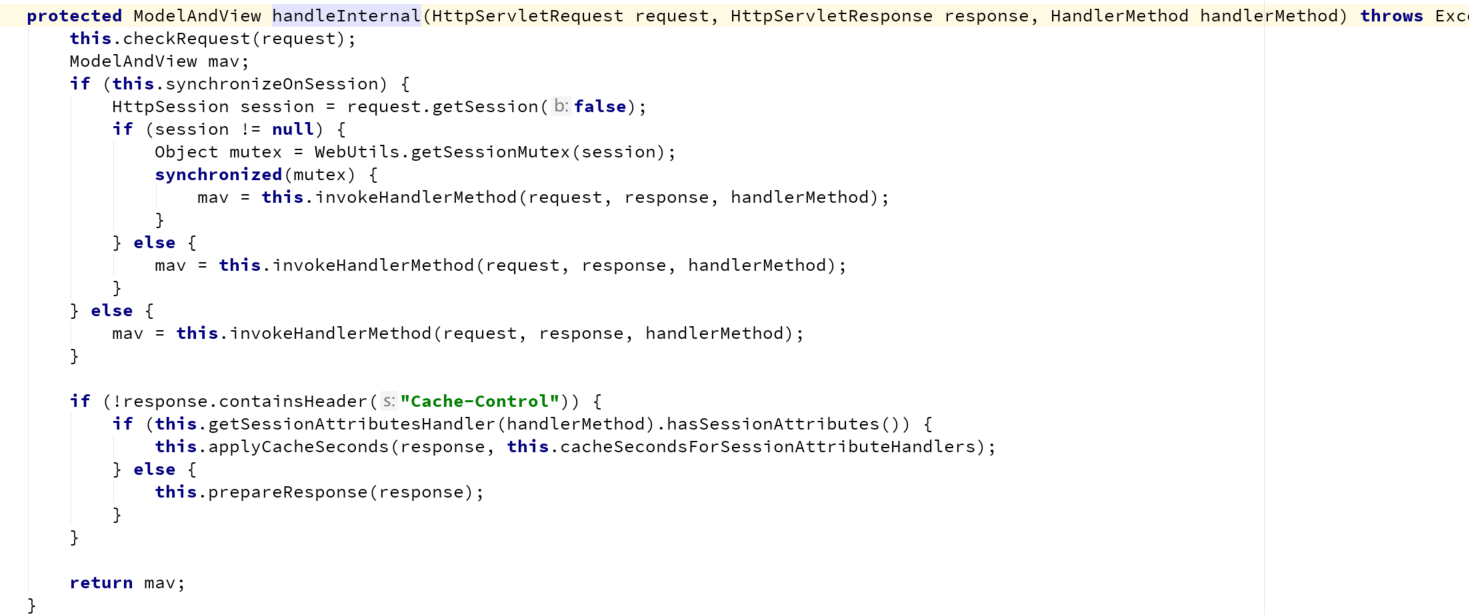 protected ModelAndView handleInternal(HttpServletRequest request, HttpServletResponse response, HandlerMethod handlerMethod) throws Exc
    this.checkRequest(request);
    ModelAndView mav;
    if (this.synchronizeOnSession) {
        HttpSession session = request.getSession( b: false);
        if (session != null) {
            Object mutex = WebUtils.getSessionMutex(session);
            synchronized(mutex) {
                mav = this.invokeHandlerMethod(request, response, handlerMethod);
            }
        } else {
            mav = this.invokeHandlerMethod(request, response, handlerMethod);
        }
    } else {
        mav = this.invokeHandlerMethod(request, response, handlerMethod);
    }

    if (!response.containsHeader( s: "Cache-Control")) {
        if (this.getSessionAttributesHandler(handlerMethod).hasSessionAttributes()) {
            this.applyCacheSeconds(response, this.cacheSecondsForSessionAttributeHandlers);
        } else {
            this.prepareResponse(response);
        }
    }

    return mav;
}